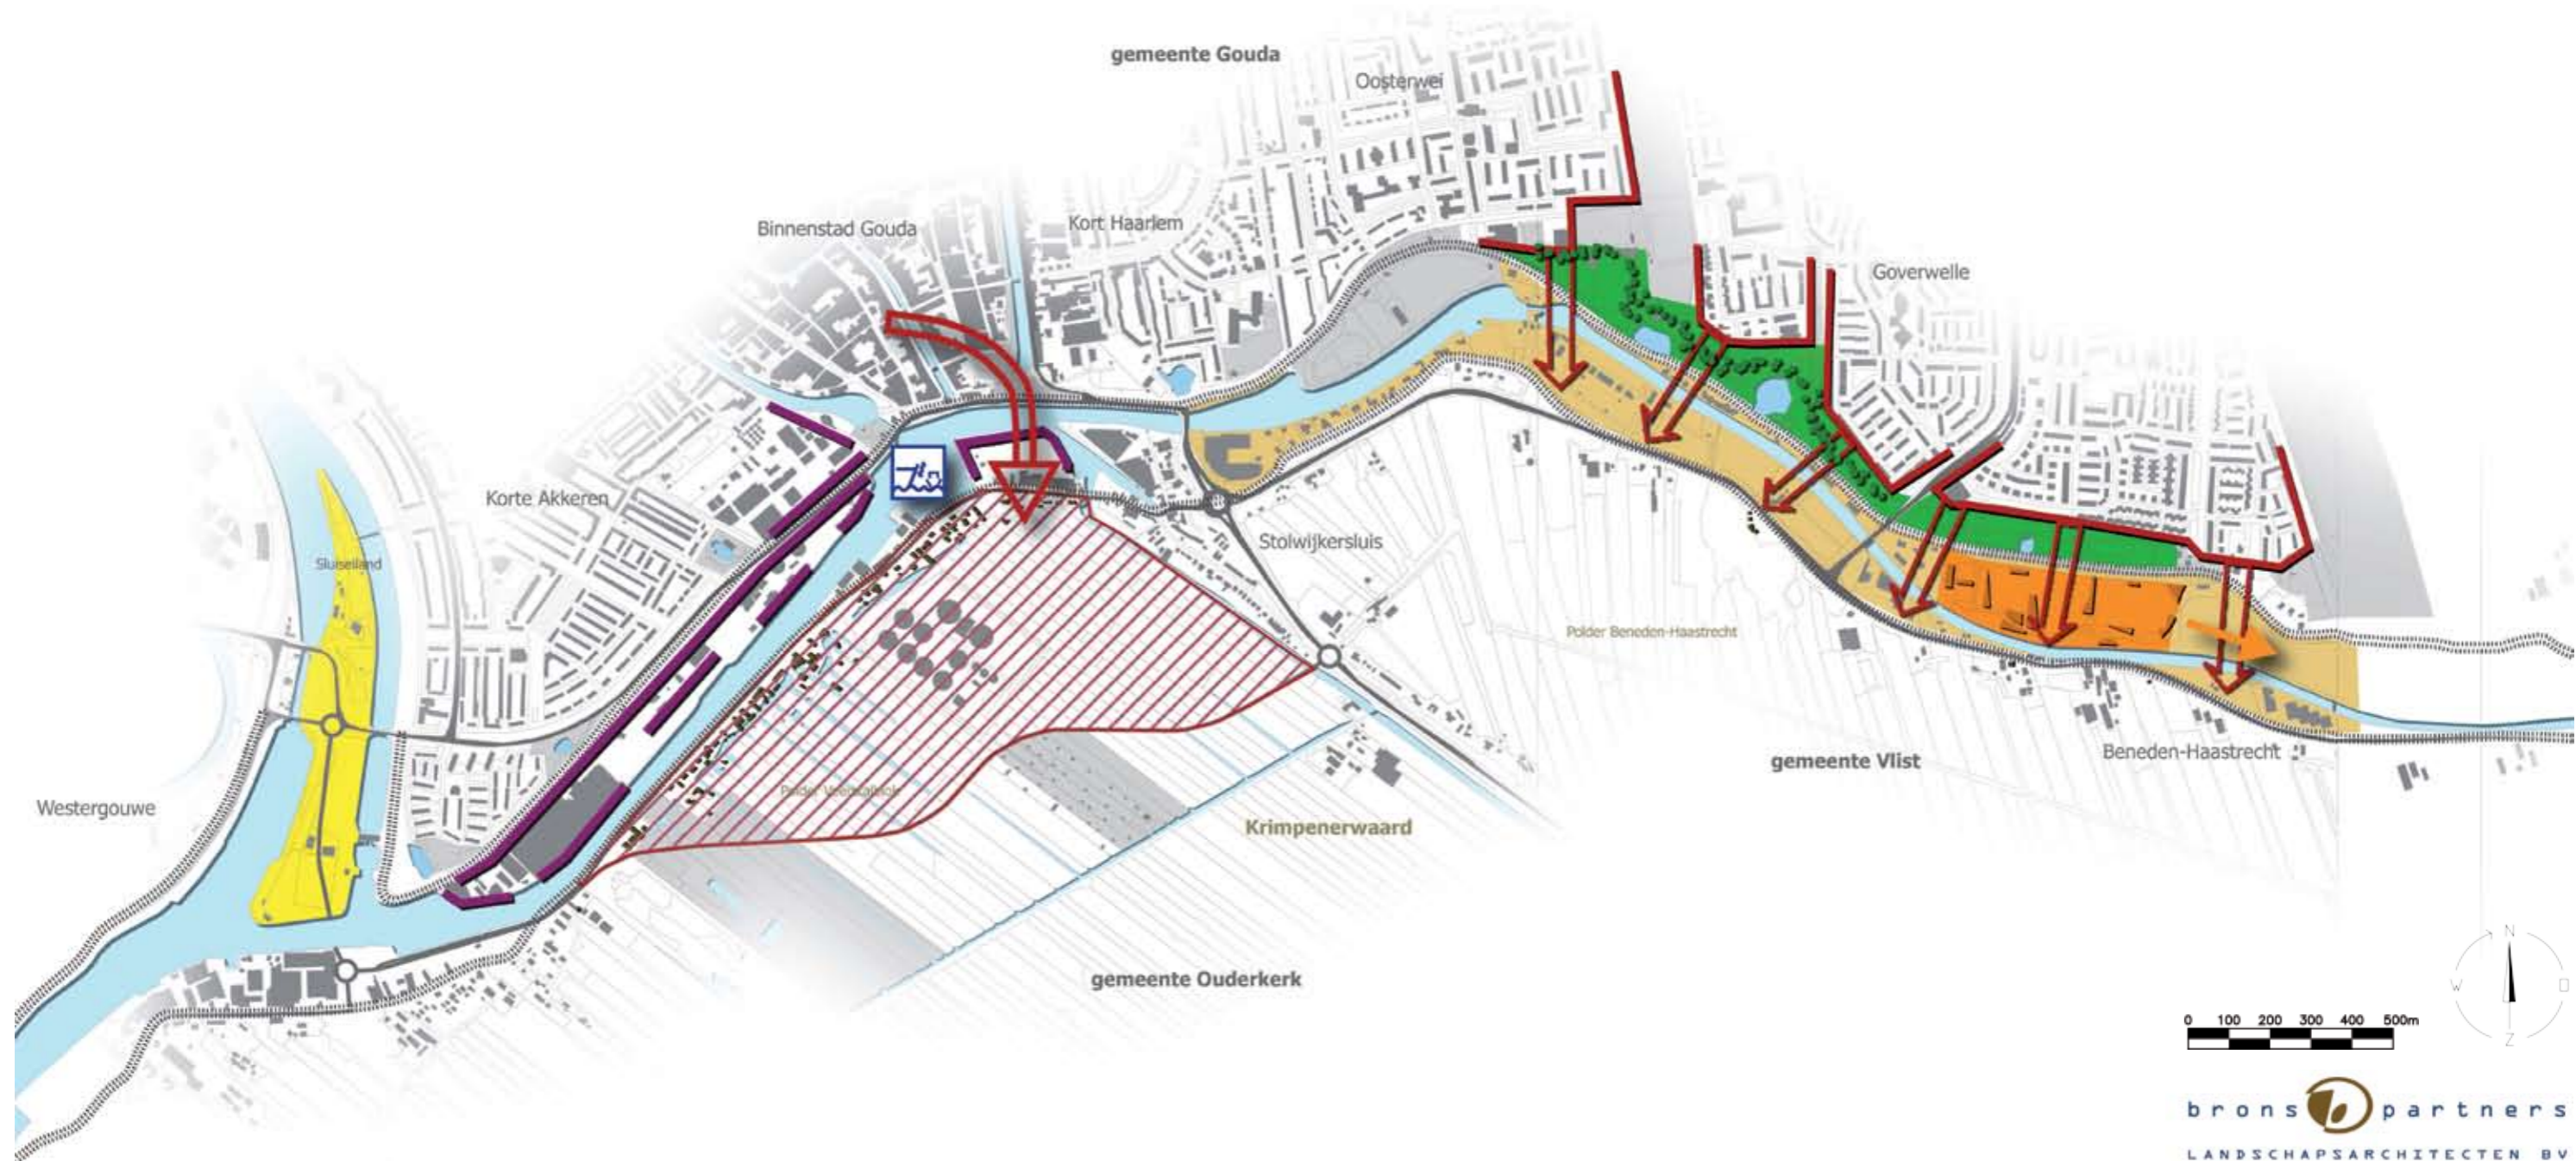 gemeente Gouda
Oosterwei
Binnenstad Gouda
Kort Haarlem
Goverwelle
Korte Akkeren
Sluiseiland
Stolwijkersluis
Polder Beneden-Haastrecht
gemeente Vlist
Beneden-Haastrecht
Westergouwe
Polder
Krimpenerwaard
gemeente Ouderkerk
N
W
O
Z
0 100 200 300 400 500m
brons partners
LANDSCHAPSARCHITECTEN BV